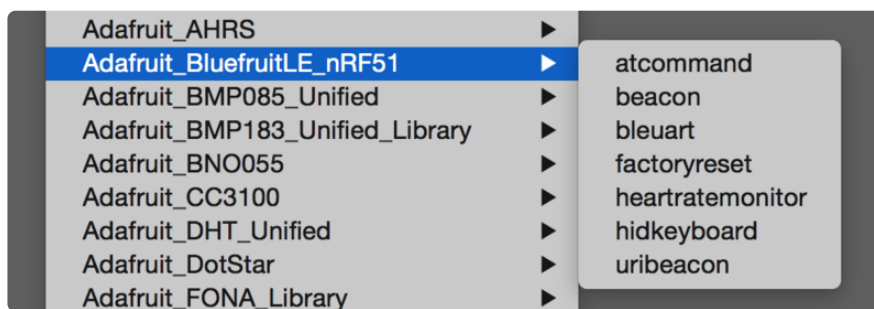 Adafruit_AHRS
Adafruit_BluefruitLE_nRF51
Adafruit_BMP085_Unified
Adafruit_BMP183_Unified_Library
Adafruit_BNO055
Adafruit_CC3100
Adafruit_DHT_Unified
Adafruit_DotStar
Adafruit_FONA_Library
atcommand
beacon
bleuart
factoryreset
heartratemonitor
hidkeyboard
uribeacon